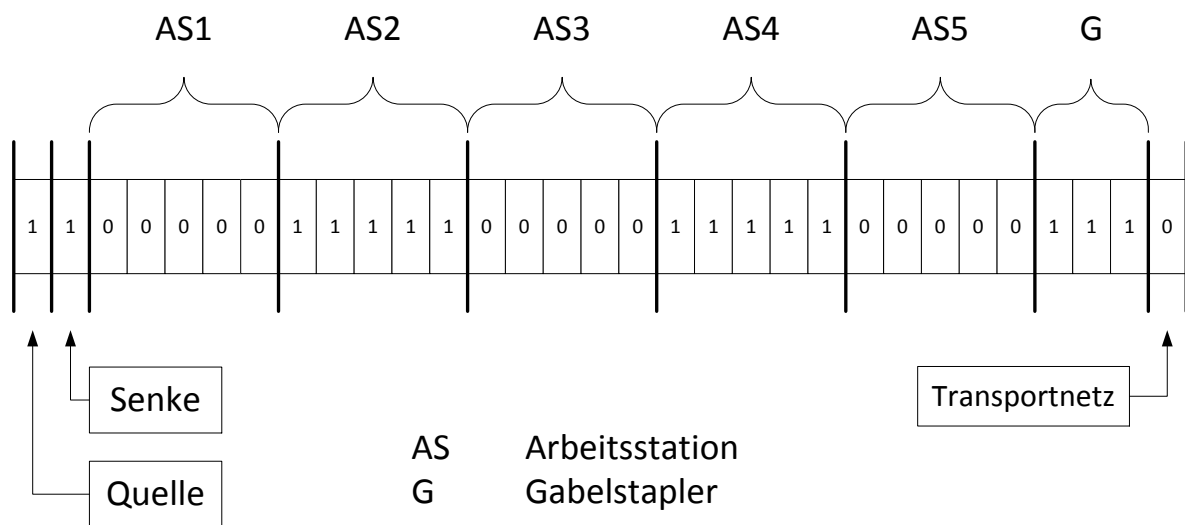 AS1 AS2 AS3 AS4 AS5 G
1 1 0 0 0 0 0 1 1 1 1 1 0 0 0 0 0 1 1 1 1 1 0 0 0 0 0 1 1 1 0
Senke
Transportnetz
AS Arbeitsstation
Quelle
G Gabelstapler